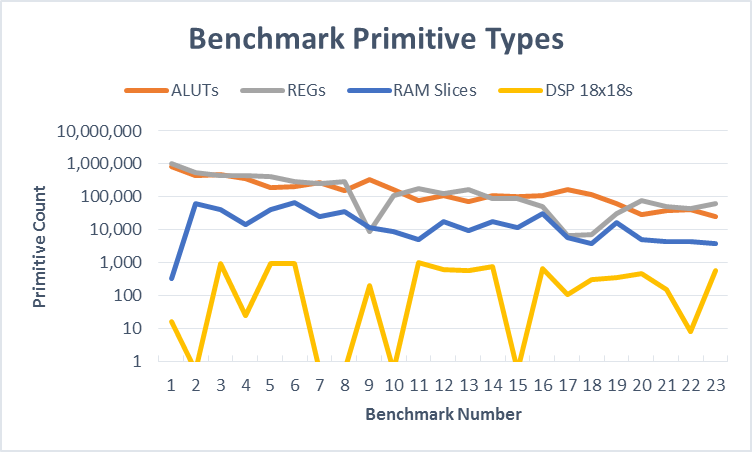 Benchmark Primitive Types
ALUTs REGs RAM Slices DSP 18x18s
10,000,000
1,000,000
100,000
10,000
1,000
100
10
1
Primitive Count
1 2 3 4 5 6 7 8 9 10 11 12 13 14 15 16 17 18 19 20 21 22 23
Benchmark Number